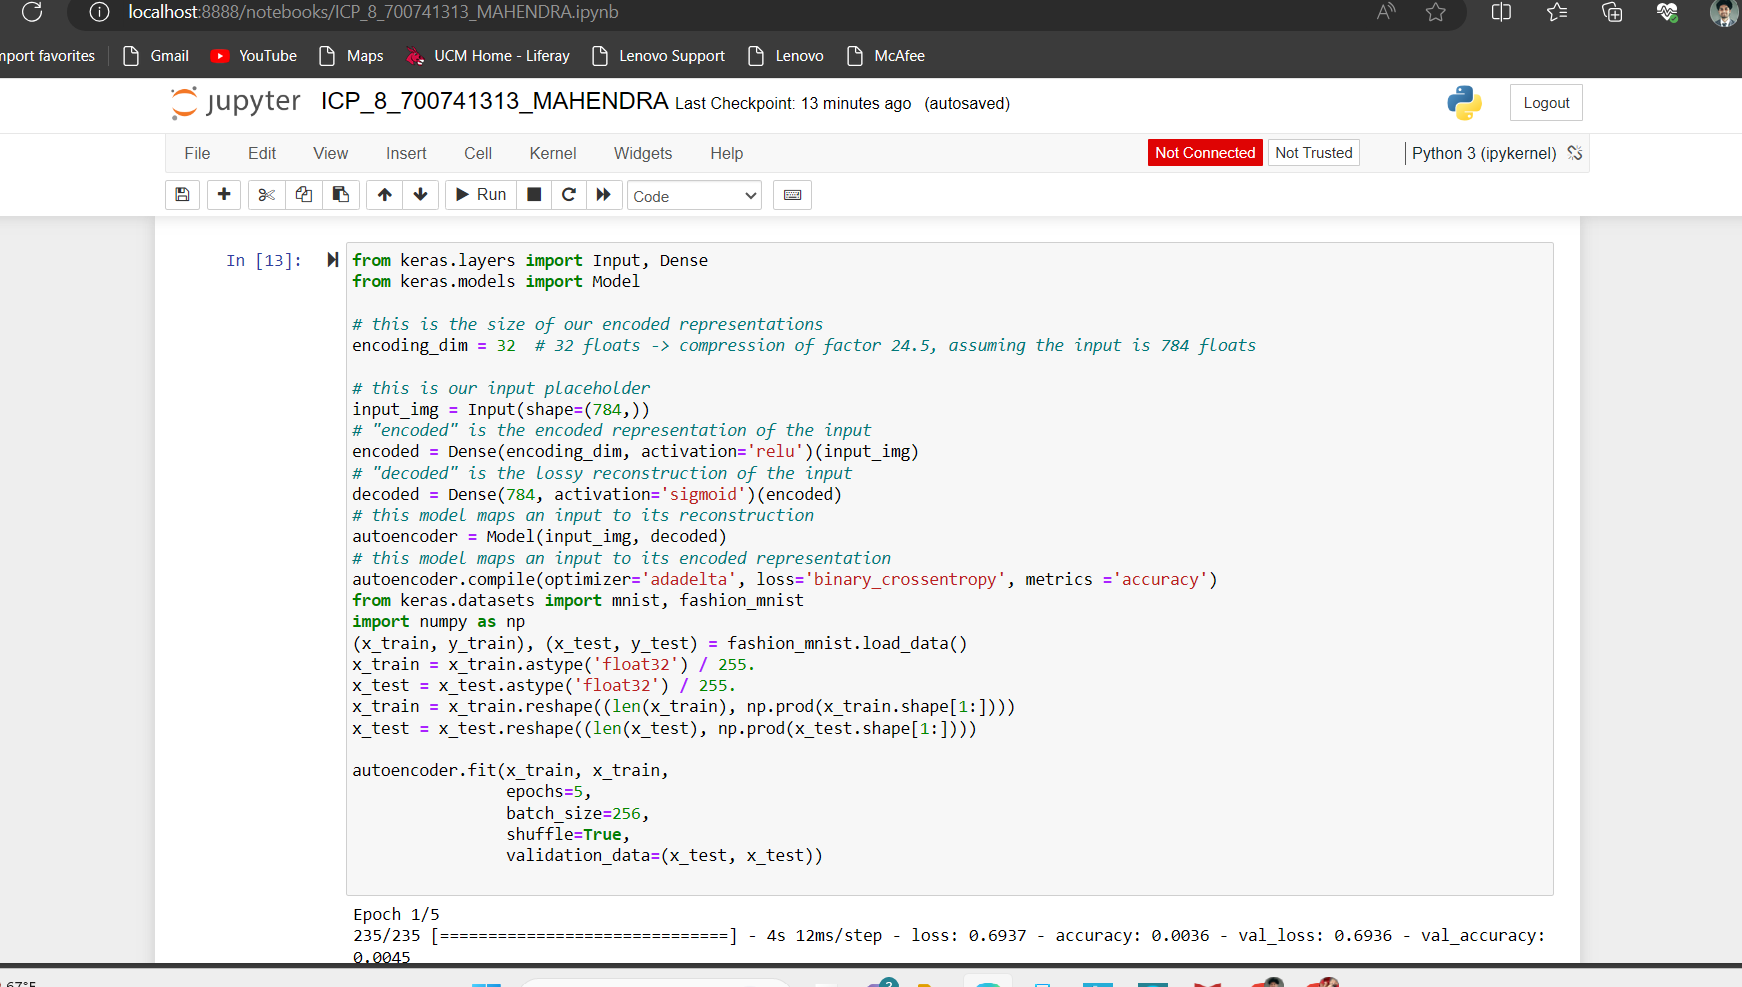 localhost:8888/notebooks/ICP_8_700741313_MAHENDRA.ipynb
mport favorites Gmail YouTube Maps UCM Home - Liferay Lenovo Support Lenovo McAfee
jupyter ICP_8_700741313_MAHENDRA Last Checkpoint: 13 minutes ago (autosaved) Logout
File Edit View Insert Cell Kernel Widgets Help Not Connected Not Trusted Python 3 (ipykernel)
Run Code
In [13]:
from keras.layers import Input, Dense
from keras.models import Model
# this is the size of our encoded representations
encoding_dim = 32  # 32 floats -> compression of factor 24.5, assuming the input is 784 floats
# this is our input placeholder
input_img = Input(shape=(784,))
# "encoded" is the encoded representation of the input
encoded = Dense(encoding_dim, activation='relu')(input_img)
# "decoded" is the lossy reconstruction of the input
decoded = Dense(784, activation='sigmoid')(encoded)
# this model maps an input to its reconstruction
autoencoder = Model(input_img, decoded)
# this model maps an input to its encoded representation
autoencoder.compile(optimizer='adadelta', loss='binary_crossentropy', metrics ='accuracy')
from keras.datasets import mnist, fashion_mnist
import numpy as np
(x_train, y_train), (x_test, y_test) = fashion_mnist.load_data()
x_train = x_train.astype('float32') / 255.
x_test = x_test.astype('float32') / 255.
x_train = x_train.reshape((len(x_train), np.prod(x_train.shape[1:])))
x_test = x_test.reshape((len(x_test), np.prod(x_test.shape[1:])))
autoencoder.fit(x_train, x_train,
epochs=5,
batch_size=256,
shuffle=True,
validation_data=(x_test, x_test))
Epoch 1/5
235/235 [==============================] - 4s 12ms/step - loss: 0.6937 - accuracy: 0.0036 - val_loss: 0.6936 - val_accuracy:
0.0045
67°F
2